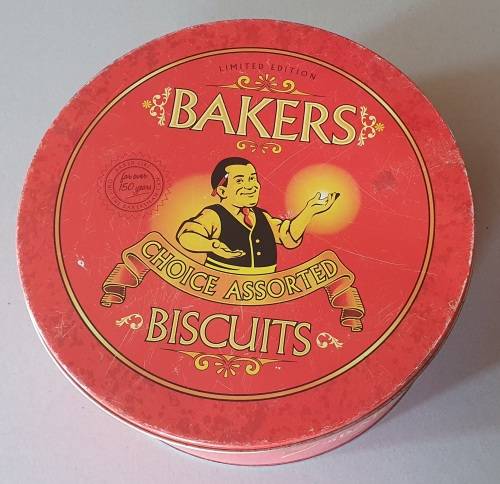 LIMITED EDITION
BAKERS
for over
150 years
CHOICE ASSORTED
BISCUITS